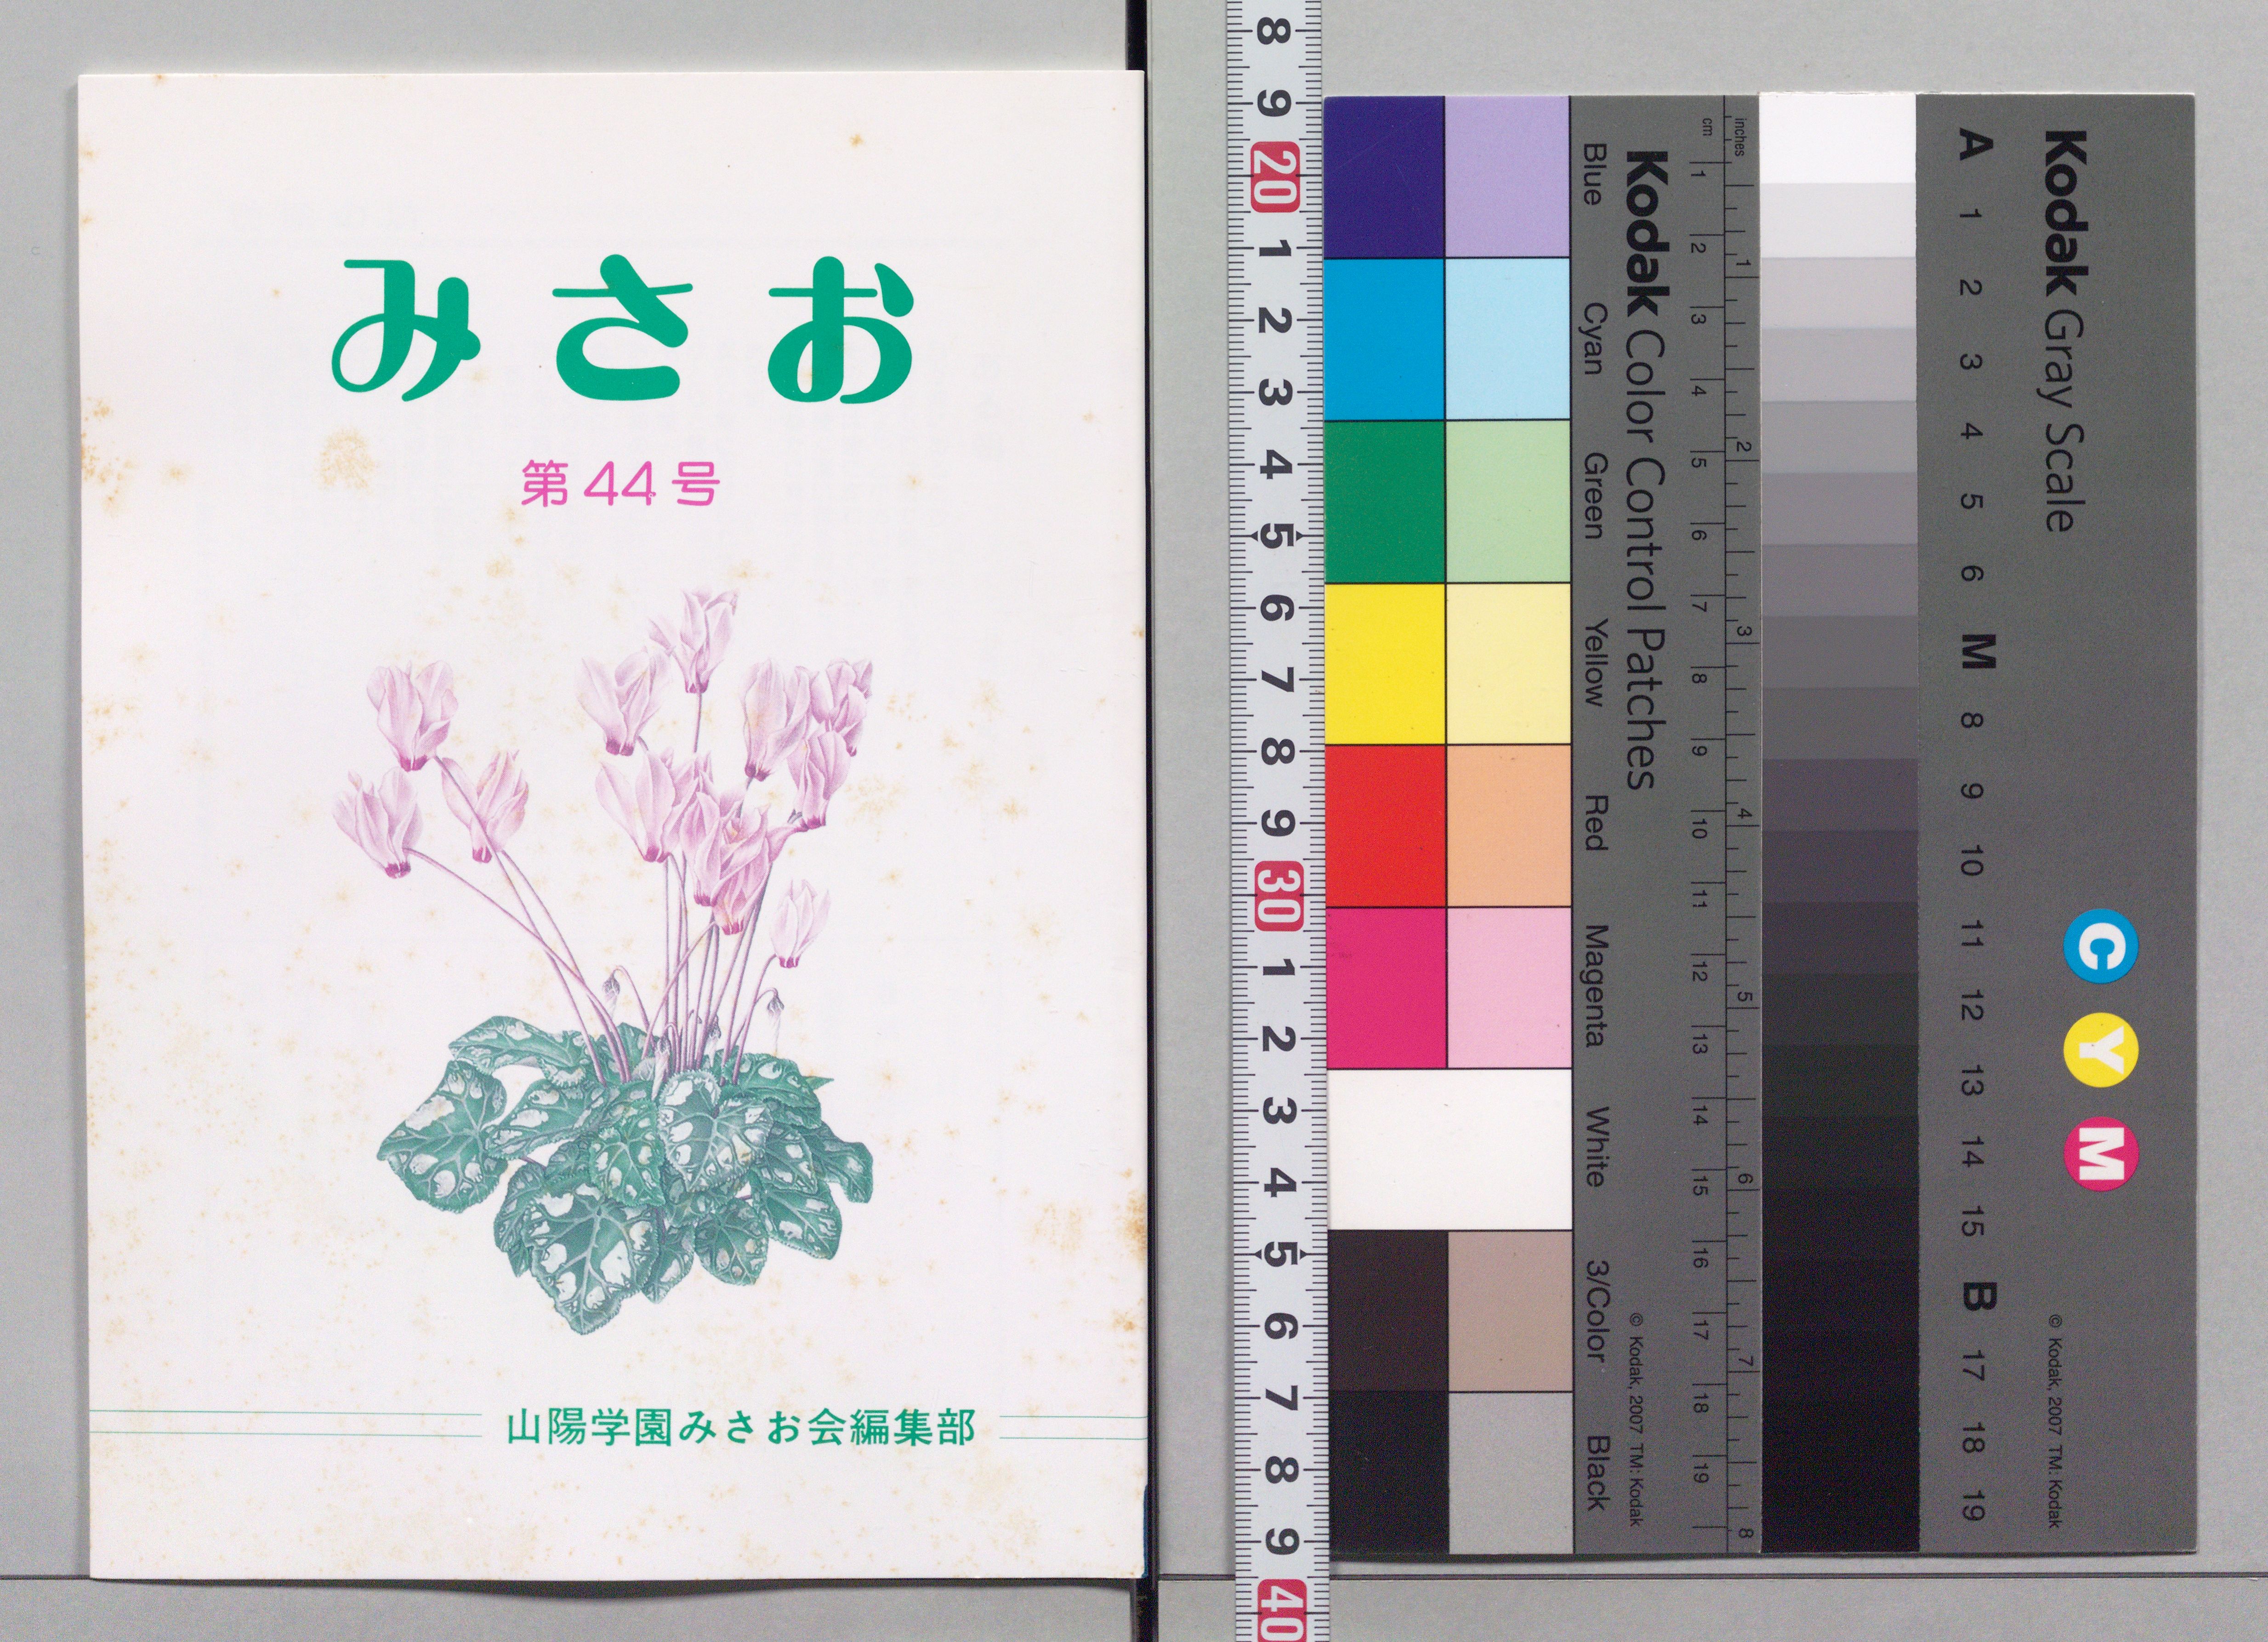 みさお
第44号
山陽学園みさお会編集部
8
9
20
1
2
3
4
5
6
7
8
9
30
1
2
3
4
5
6
7
8
9
40
Blue
Cyan
Green
Yellow
Red
Magenta
White
3/Color
Black
Kodak Color Control Patches
© Kodak, 2007 TM: Kodak
cm 1 2 3 4 5 6 7 8 9 10 11 12 13 14 15 16 17 18 19
inches 1 2 3 4 5 6 7 8
A 1 2 3 4 5 6 M 8 9 10 11 12 13 14 15 B 17 18 19
Kodak Gray Scale
C Y M
© Kodak, 2007 TM: Kodak